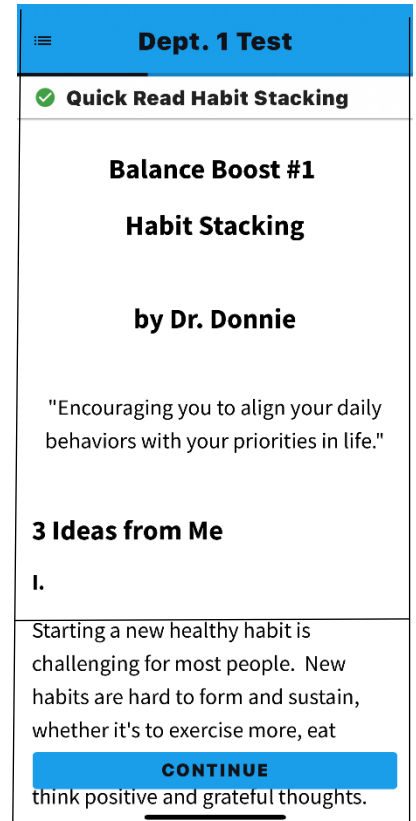 Dept. 1 Test
Quick Read Habit Stacking
Balance Boost #1
Habit Stacking
by Dr. Donnie
"Encouraging you to align your daily
behaviors with your priorities in life."
3 Ideas from Me
I.
Starting a new healthy habit is
challenging for most people.  New
habits are hard to form and sustain,
whether it's to exercise more, eat
CONTINUE
think positive and grateful thoughts.